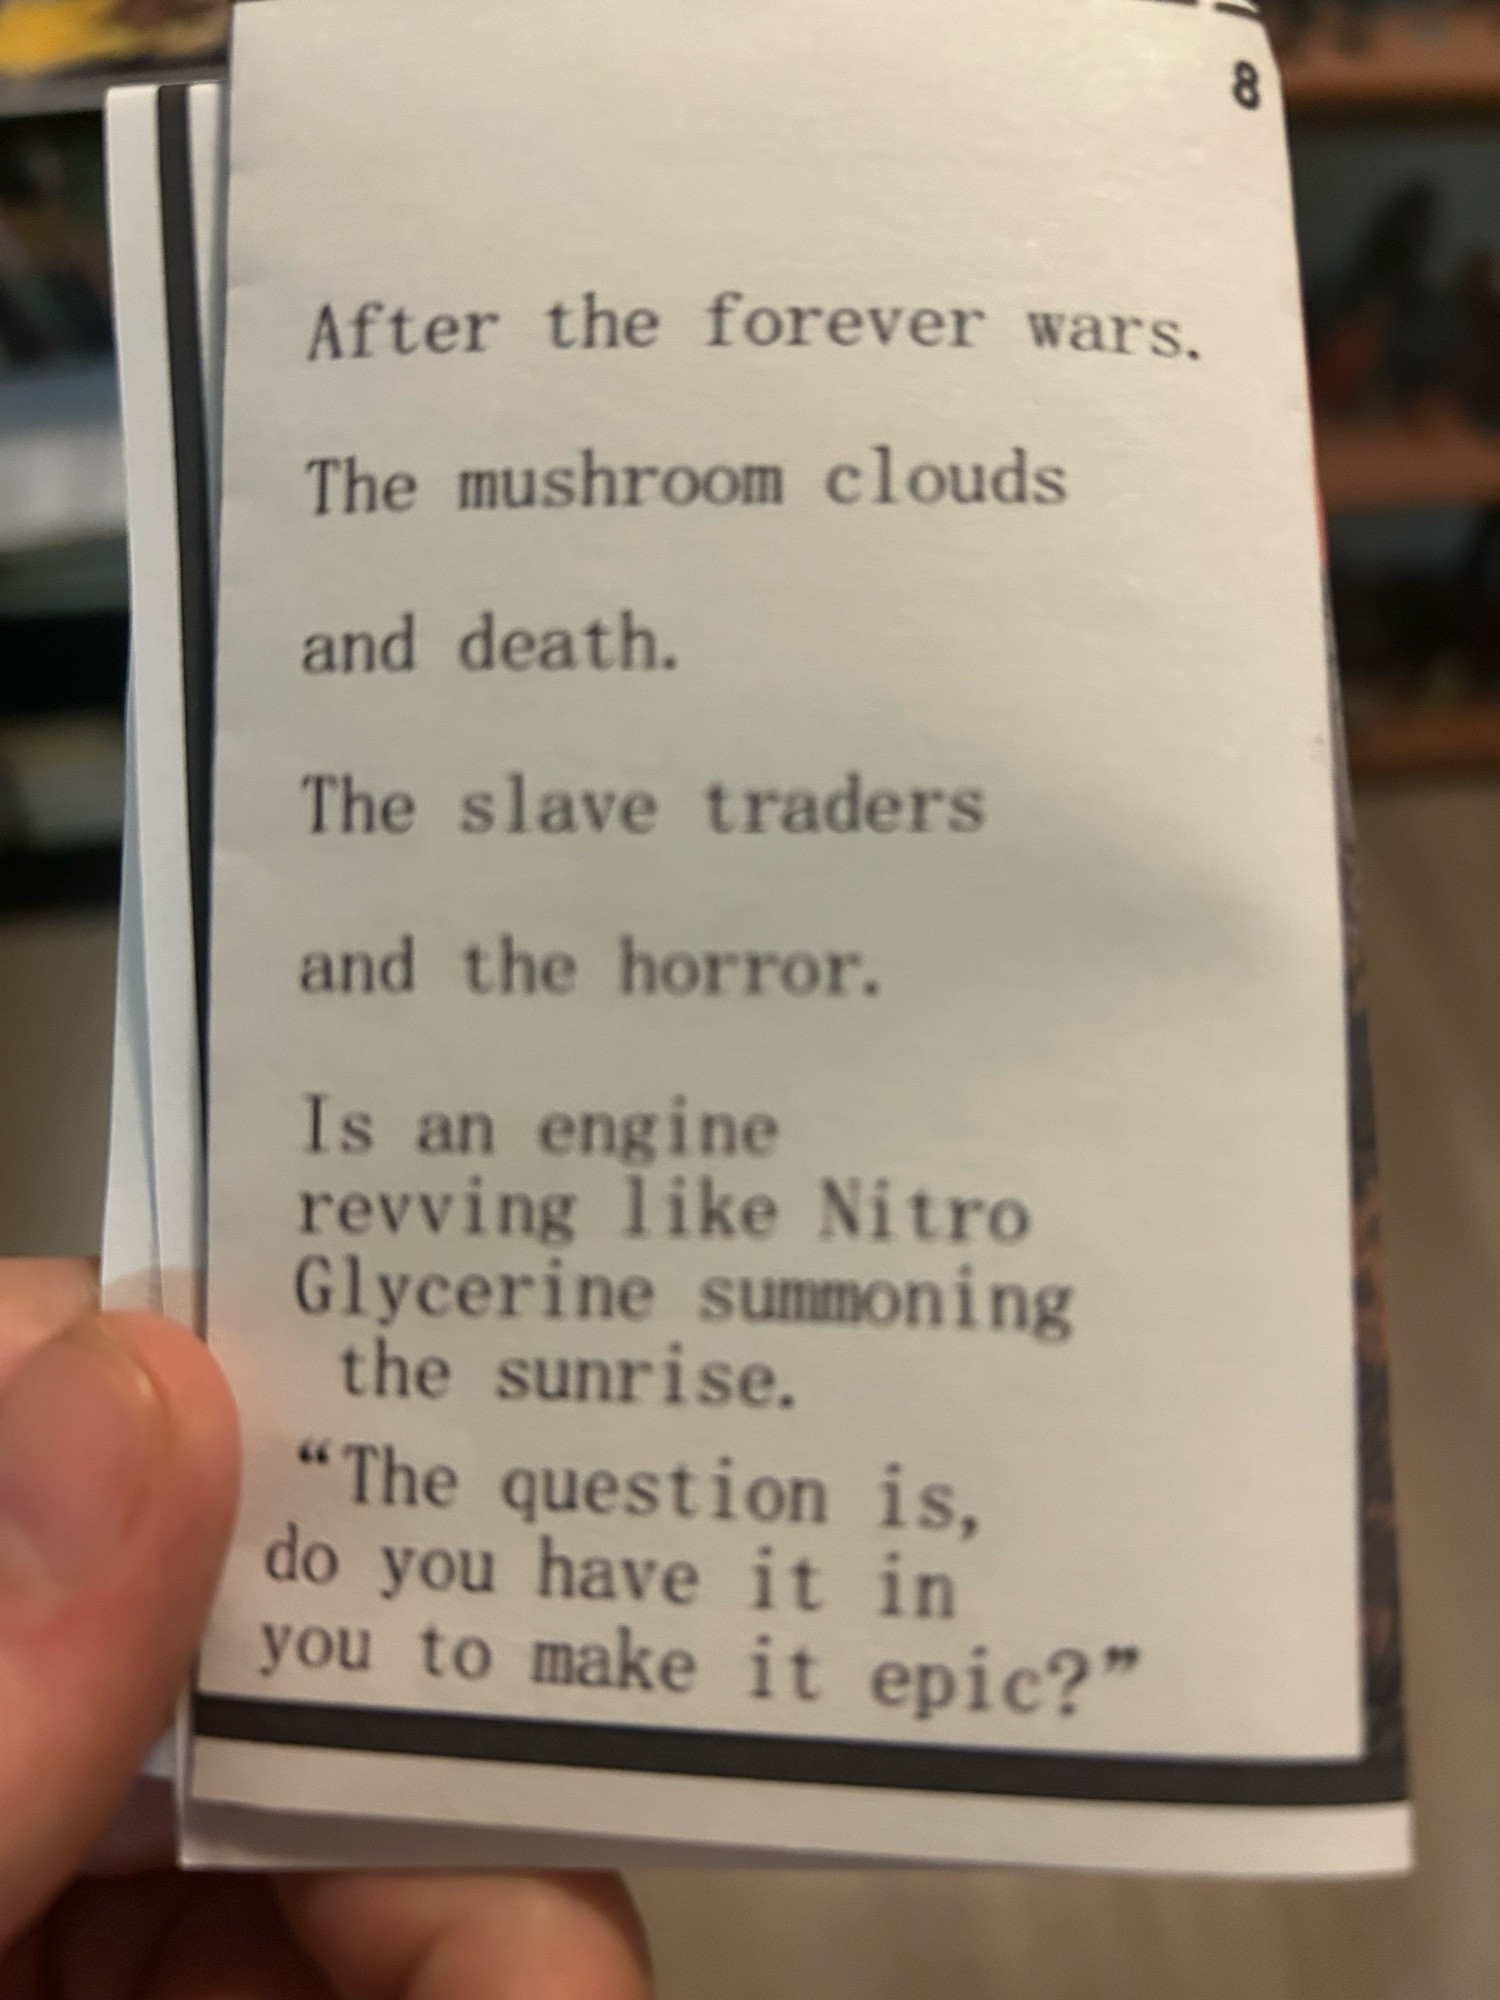 8
After the forever wars.
The mushroom clouds
and death.
The slave traders
and the horror.
Is an engine
revving like Nitro
Glycerine summoning
the sunrise.
“The question is,
do you have it in
you to make it epic?”